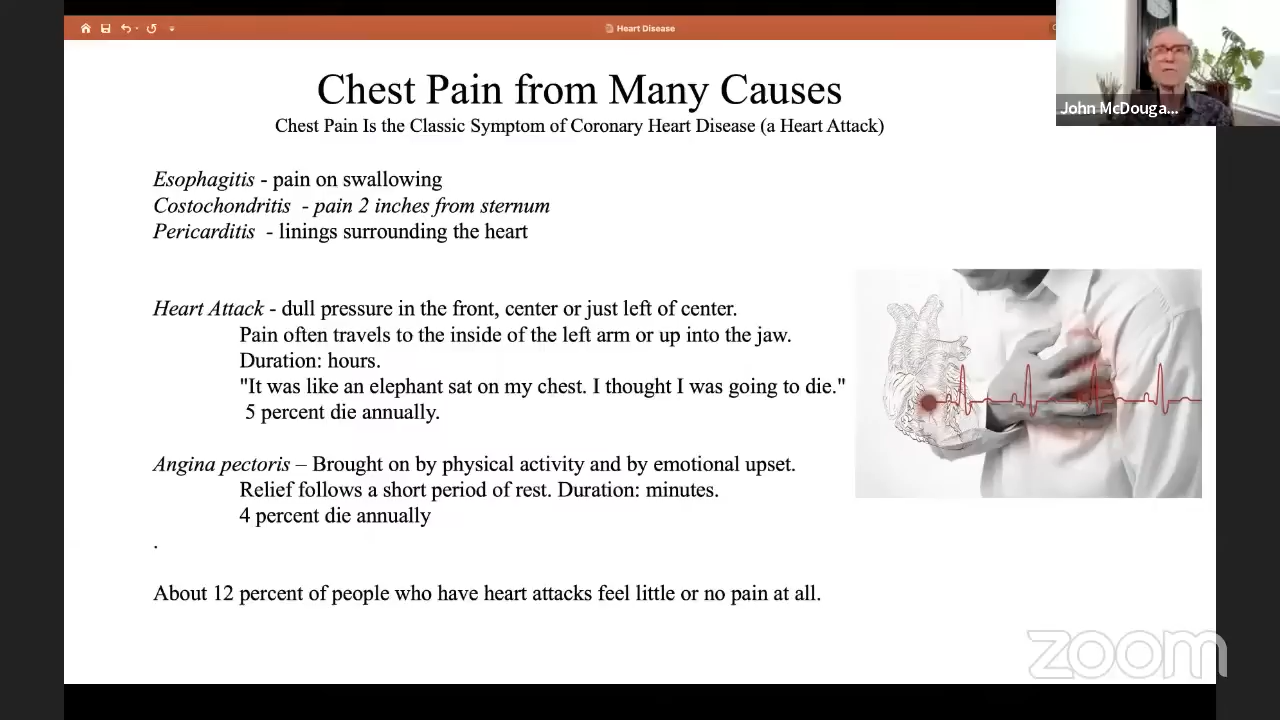 Heart Disease
John McDouga...
Chest Pain from Many Causes
Chest Pain Is the Classic Symptom of Coronary Heart Disease (a Heart Attack)
Esophagitis - pain on swallowing
Costochondritis - pain 2 inches from sternum
Pericarditis - linings surrounding the heart
Heart Attack - dull pressure in the front, center or just left of center.
Pain often travels to the inside of the left arm or up into the jaw.
Duration: hours.
"It was like an elephant sat on my chest. I thought I was going to die."
5 percent die annually.
Angina pectoris – Brought on by physical activity and by emotional upset.
Relief follows a short period of rest. Duration: minutes.
4 percent die annually
.
About 12 percent of people who have heart attacks feel little or no pain at all.
zoom